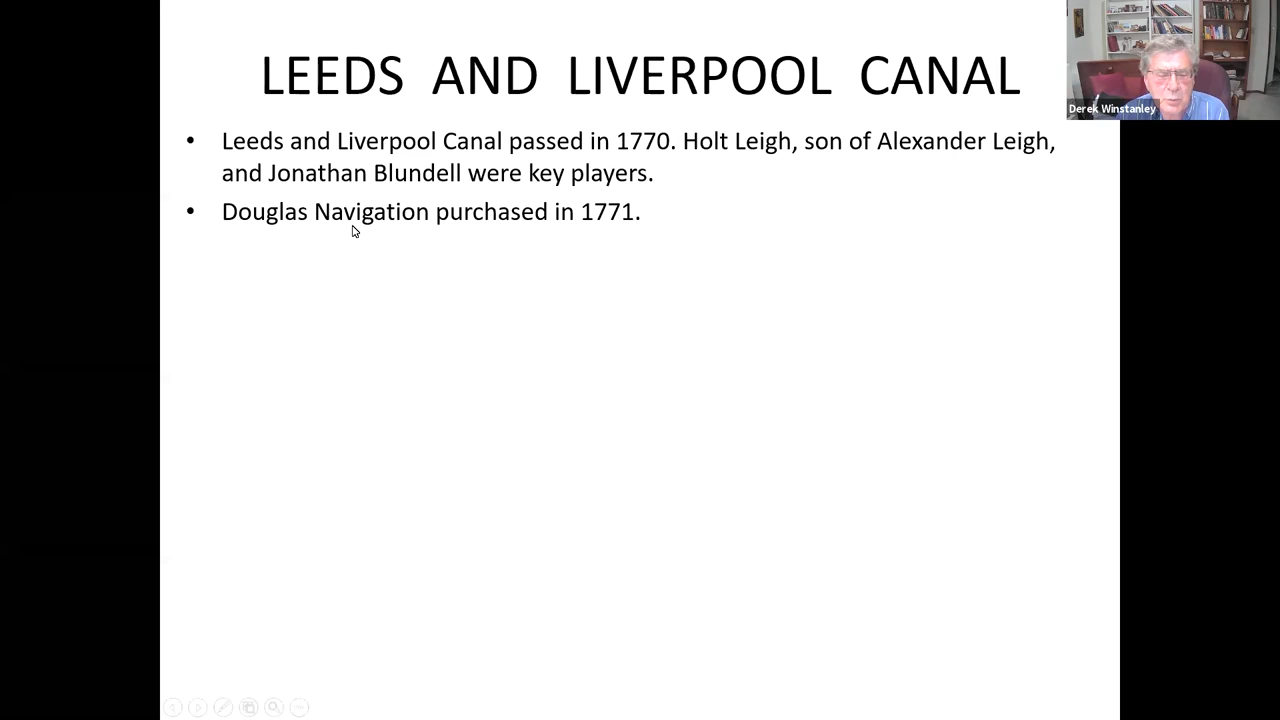 LEEDS AND LIVERPOOL CANAL
Derek Winstanley
• Leeds and Liverpool Canal passed in 1770. Holt Leigh, son of Alexander Leigh,
and Jonathan Blundell were key players.
• Douglas Navigation purchased in 1771.